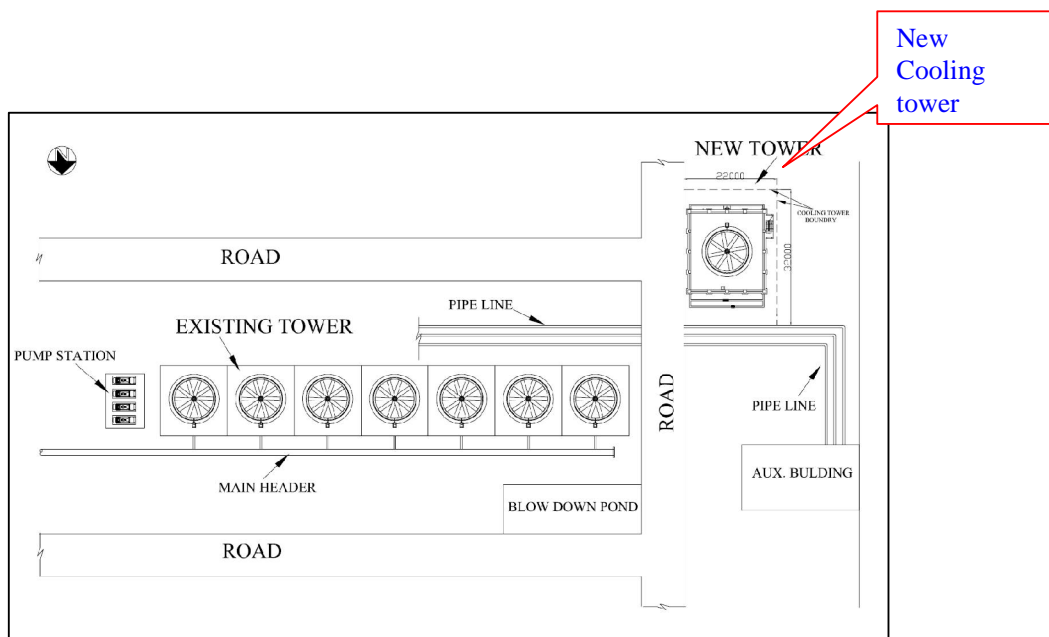 New
Cooling
tower
NEW TOWER
22000
COOLING TOWER
BOUNDRY
32000
ROAD
PIPE LINE
EXISTING TOWER
PUMP STATION
ROAD
PIPE LINE
MAIN HEADER
AUX. BULDING
BLOW DOWN POND
ROAD